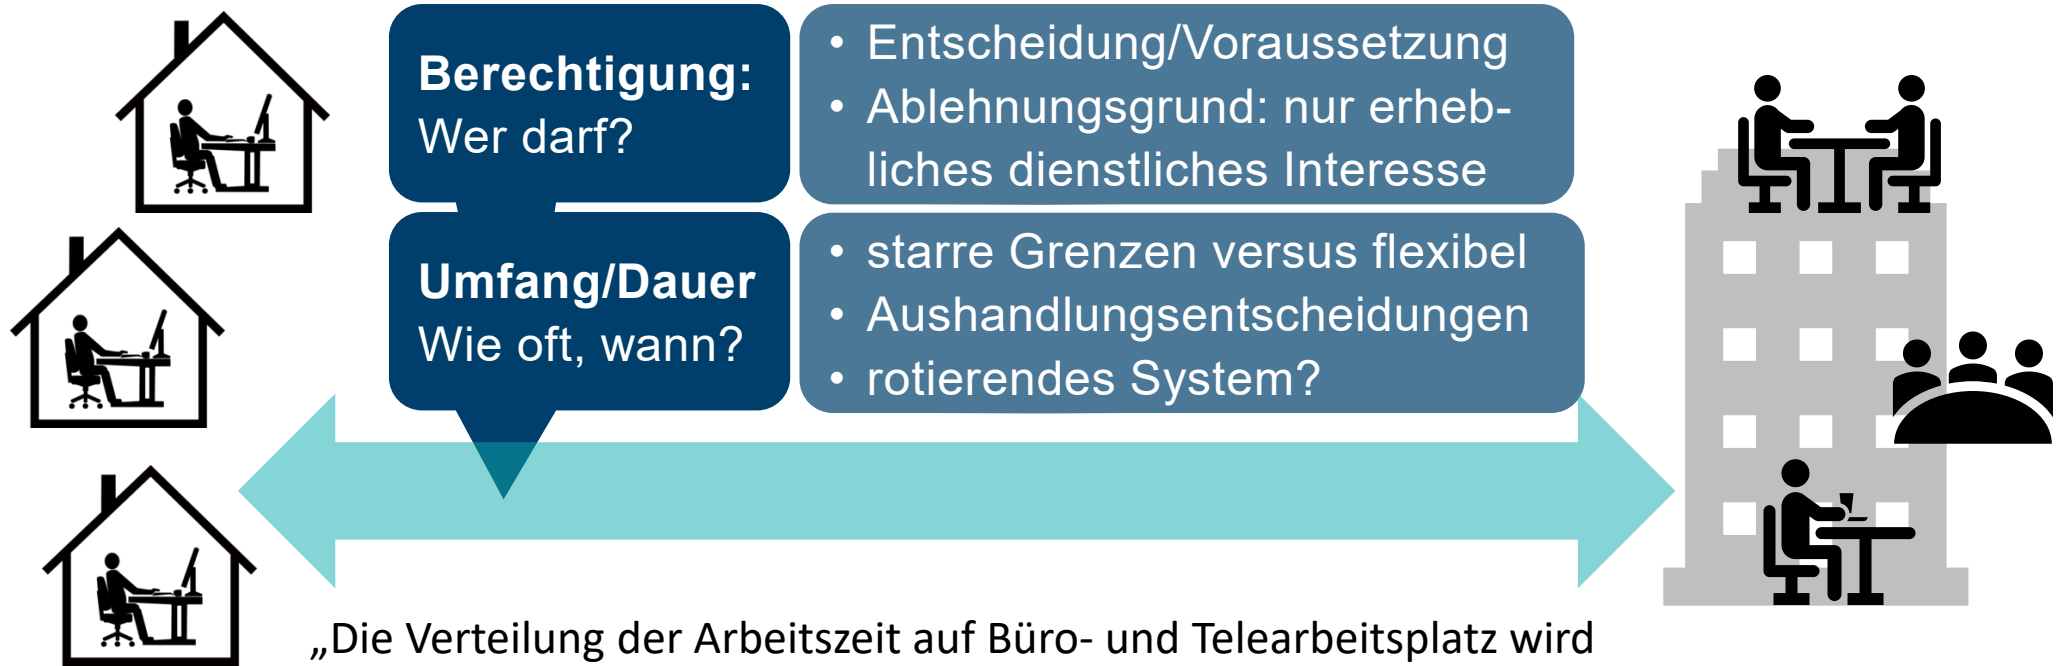 Berechtigung:
Wer darf?
• Entscheidung/Voraussetzung
• Ablehnungsgrund: nur erheb-
liches dienstliches Interesse
Umfang/Dauer
Wie oft, wann?
• starre Grenzen versus flexibel
• Aushandlungsentscheidungen
• rotierendes System?
„Die Verteilung der Arbeitszeit auf Büro- und Telearbeitsplatz wird